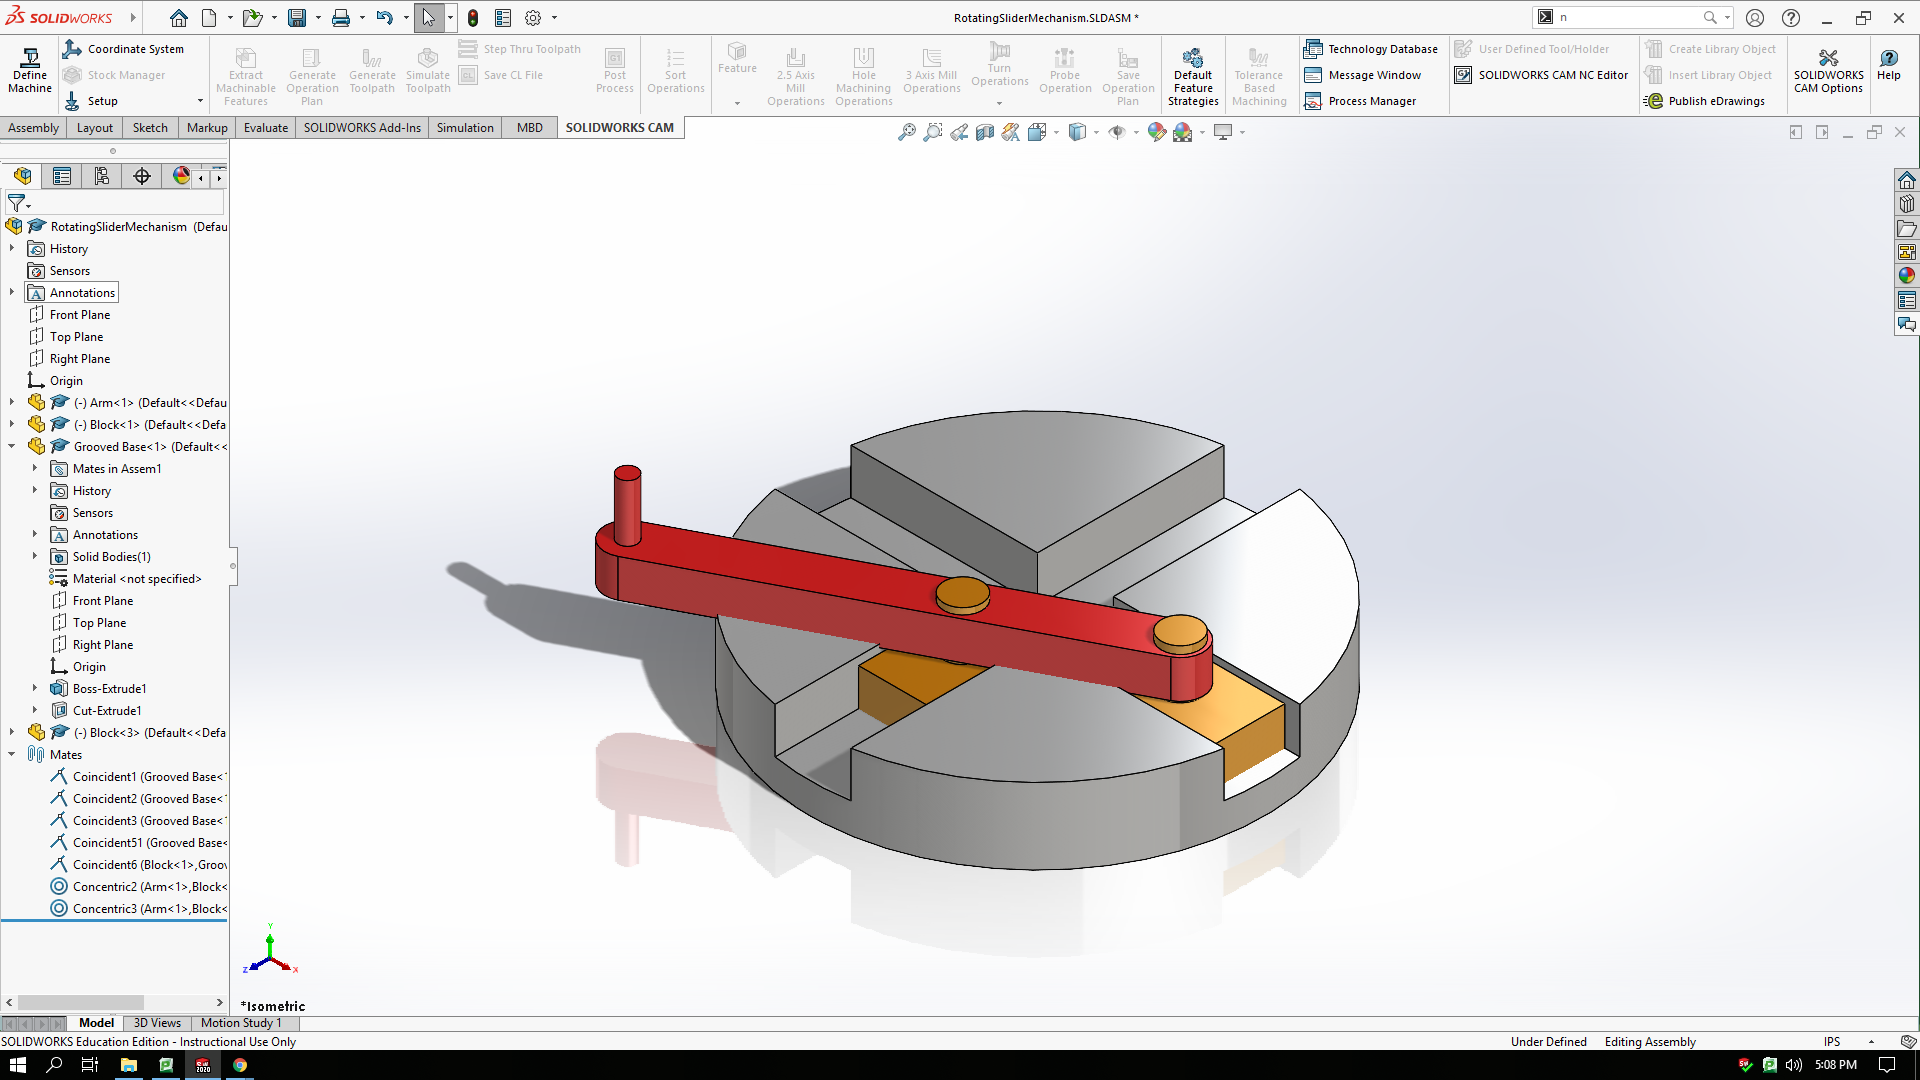 SOLIDWORKS
RotatingSliderMechanism.SLDASM *
n
Define Machine
Coordinate System
Stock Manager
Setup
Extract Machinable Features
Generate Operation Plan
Generate Toolpath
Simulate Toolpath
Step Thru Toolpath
Save CL File
Post Process
Sort Operations
Feature
2.5 Axis Mill Operations
Hole Machining Operations
3 Axis Mill Operations
Turn Operations
Probe Operation
Save Operation Plan
Default Feature Strategies
Tolerance Based Machining
Technology Database
Message Window
Process Manager
User Defined Tool/Holder
SOLIDWORKS CAM NC Editor
Create Library Object
Insert Library Object
Publish eDrawings
SOLIDWORKS CAM Options
Help
Assembly Layout Sketch Markup Evaluate SOLIDWORKS Add-Ins Simulation MBD SOLIDWORKS CAM
RotatingSliderMechanism (Defau
History
Sensors
Annotations
Front Plane
Top Plane
Right Plane
Origin
(-) Arm<1> (Default<<Defau
(-) Block<1> (Default<<Defa
Grooved Base<1> (Default<<
Mates in Assem1
History
Sensors
Annotations
Solid Bodies(1)
Material <not specified>
Front Plane
Top Plane
Right Plane
Origin
Boss-Extrude1
Cut-Extrude1
(-) Block<3> (Default<<Defa
Mates
Coincident1 (Grooved Base<
Coincident2 (Grooved Base<
Coincident3 (Grooved Base<
Coincident51 (Grooved Base<
Coincident6 (Block<1>,Groov
Concentric2 (Arm<1>,Block<
Concentric3 (Arm<1>,Block<
Y
Z X
*Isometric
Model 3D Views Motion Study 1
SOLIDWORKS Education Edition - Instructional Use Only
Under Defined Editing Assembly IPS
5:08 PM